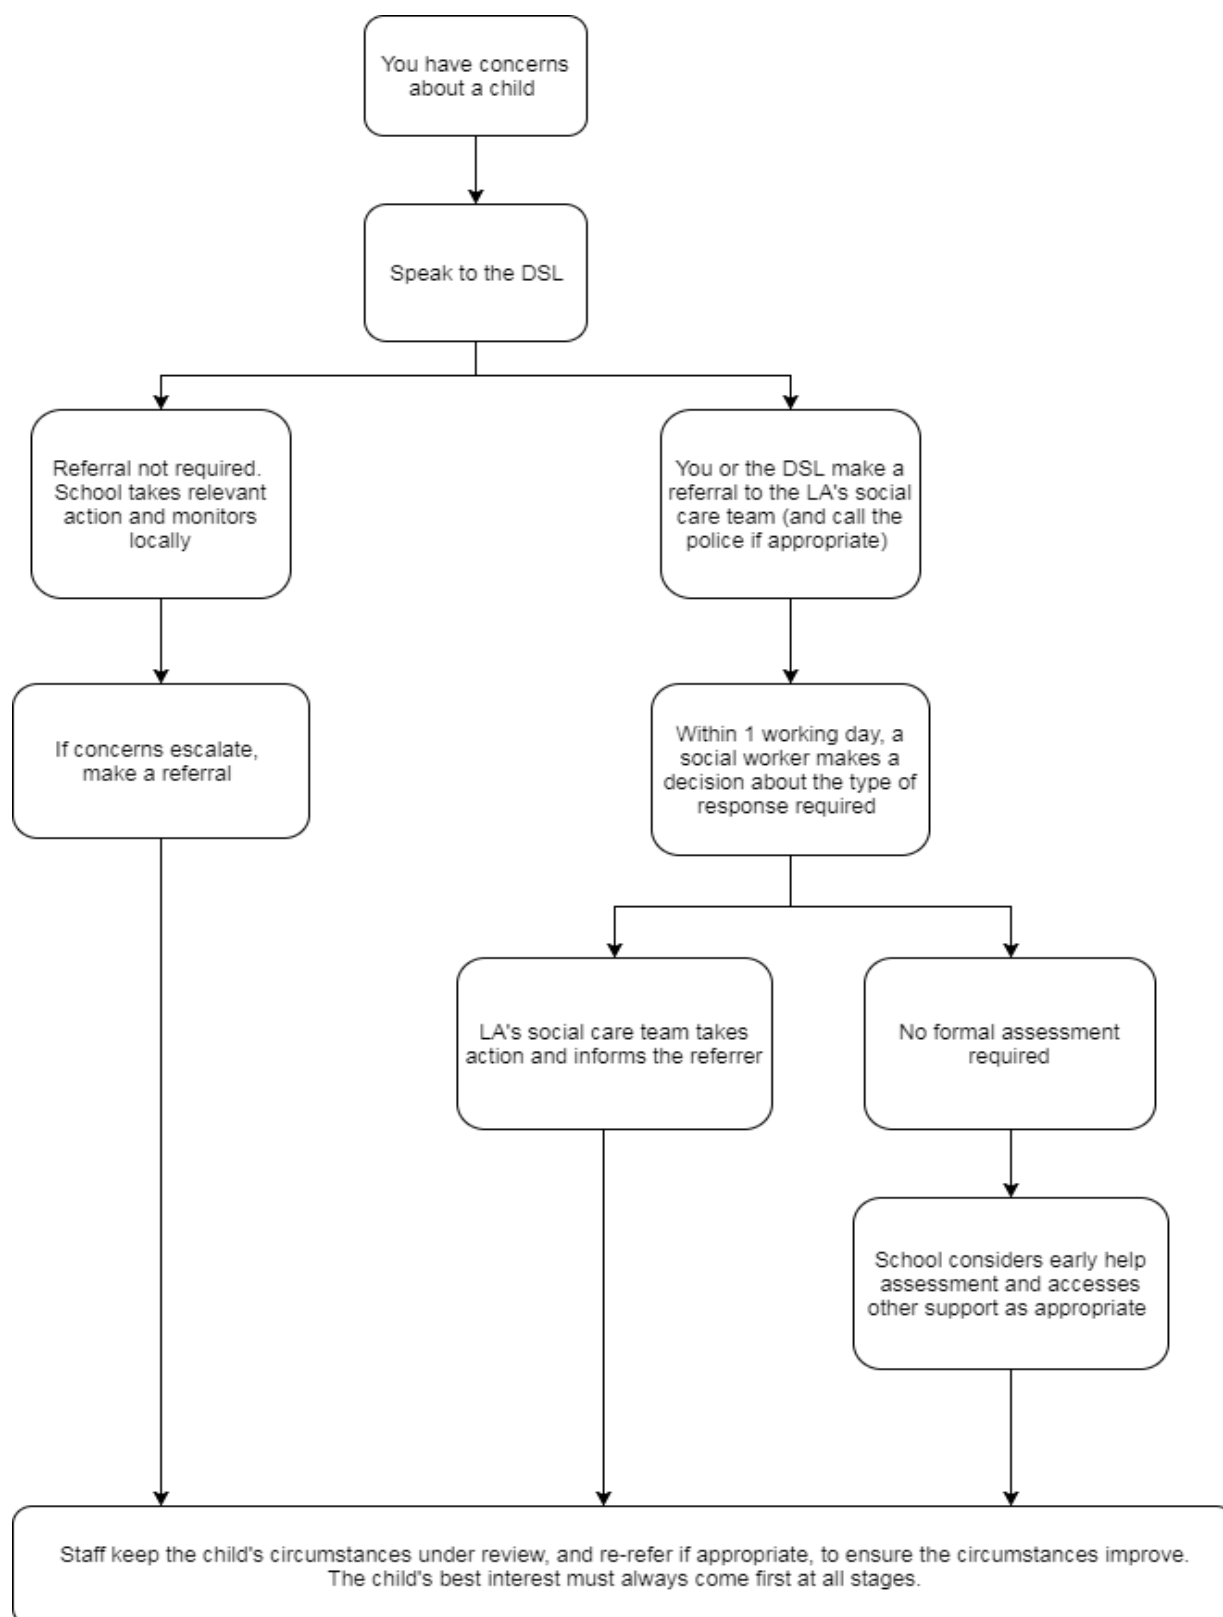 You have concerns
about a child
Speak to the DSL
Referral not required.
School takes relevant
action and monitors
locally
You or the DSL make a
referral to the LA's social
care team (and call the
police if appropriate)
If concerns escalate,
make a referral
Within 1 working day, a
social worker makes a
decision about the type of
response required
LA's social care team takes
action and informs the referrer
No formal assessment
required
School considers early help
assessment and accesses
other support as appropriate
Staff keep the child's circumstances under review, and re-refer if appropriate, to ensure the circumstances improve.
The child's best interest must always come first at all stages.